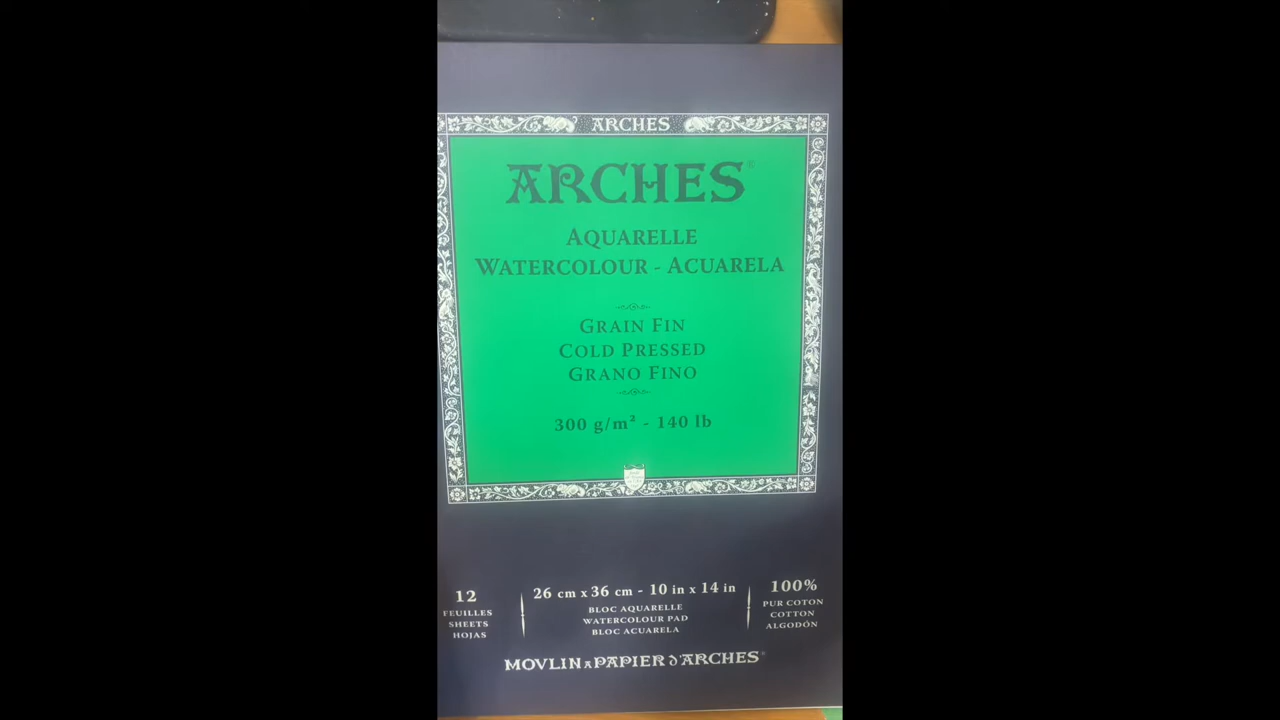 ARCHES
ARCHES®
AQUARELLE
WATERCOLOUR - ACUARELA
GRAIN FIN
COLD PRESSED
GRANO FINO
300 g/m² - 140 lb
12
FEUILLES
SHEETS
HOJAS
26 cm x 36 cm - 10 in x 14 in
BLOC AQUARELLE
WATERCOLOUR PAD
BLOC ACUARELA
100%
PUR COTON
COTTON
ALGODÓN
MOVLIN A PAPIER D'ARCHES®